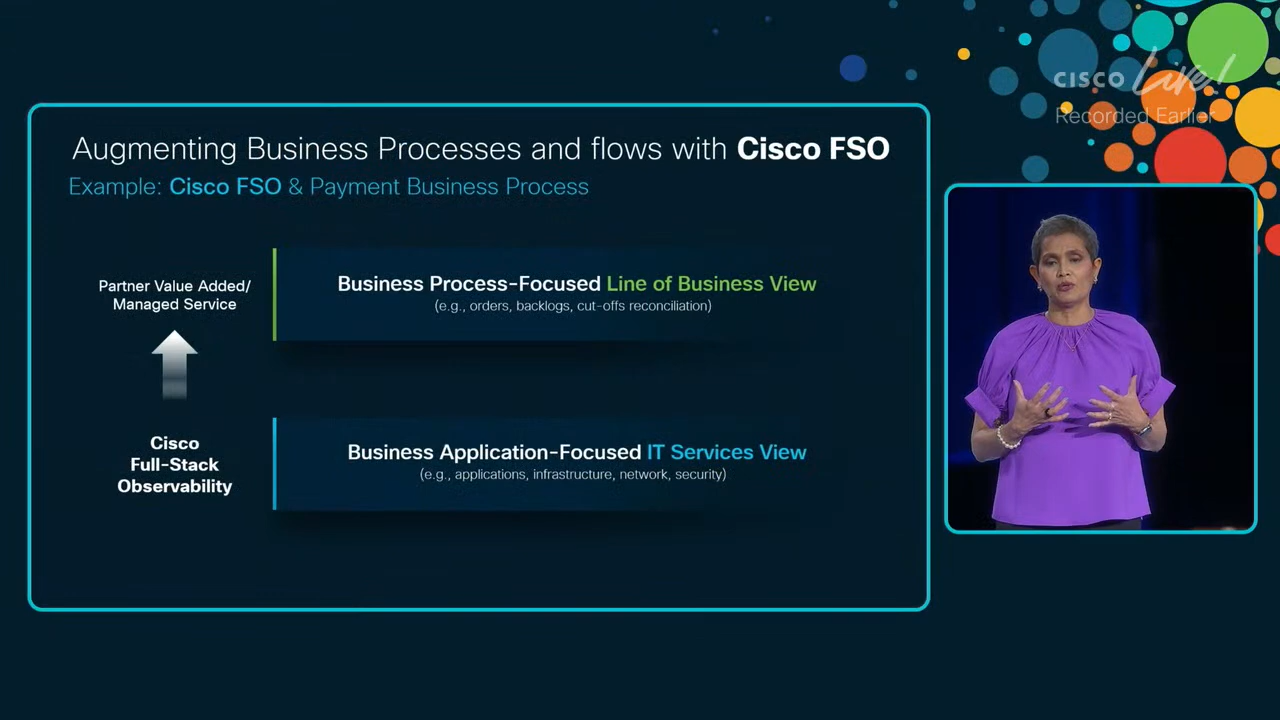 CISCO Live!
Recorded Earlier
Augmenting Business Processes and flows with Cisco FSO
Example: Cisco FSO & Payment Business Process
Partner Value Added/
Managed Service
Business Process-Focused Line of Business View
(e.g., orders, backlogs, cut-offs reconciliation)
Cisco
Full-Stack
Observability
Business Application-Focused IT Services View
(e.g., applications, infrastructure, network, security)